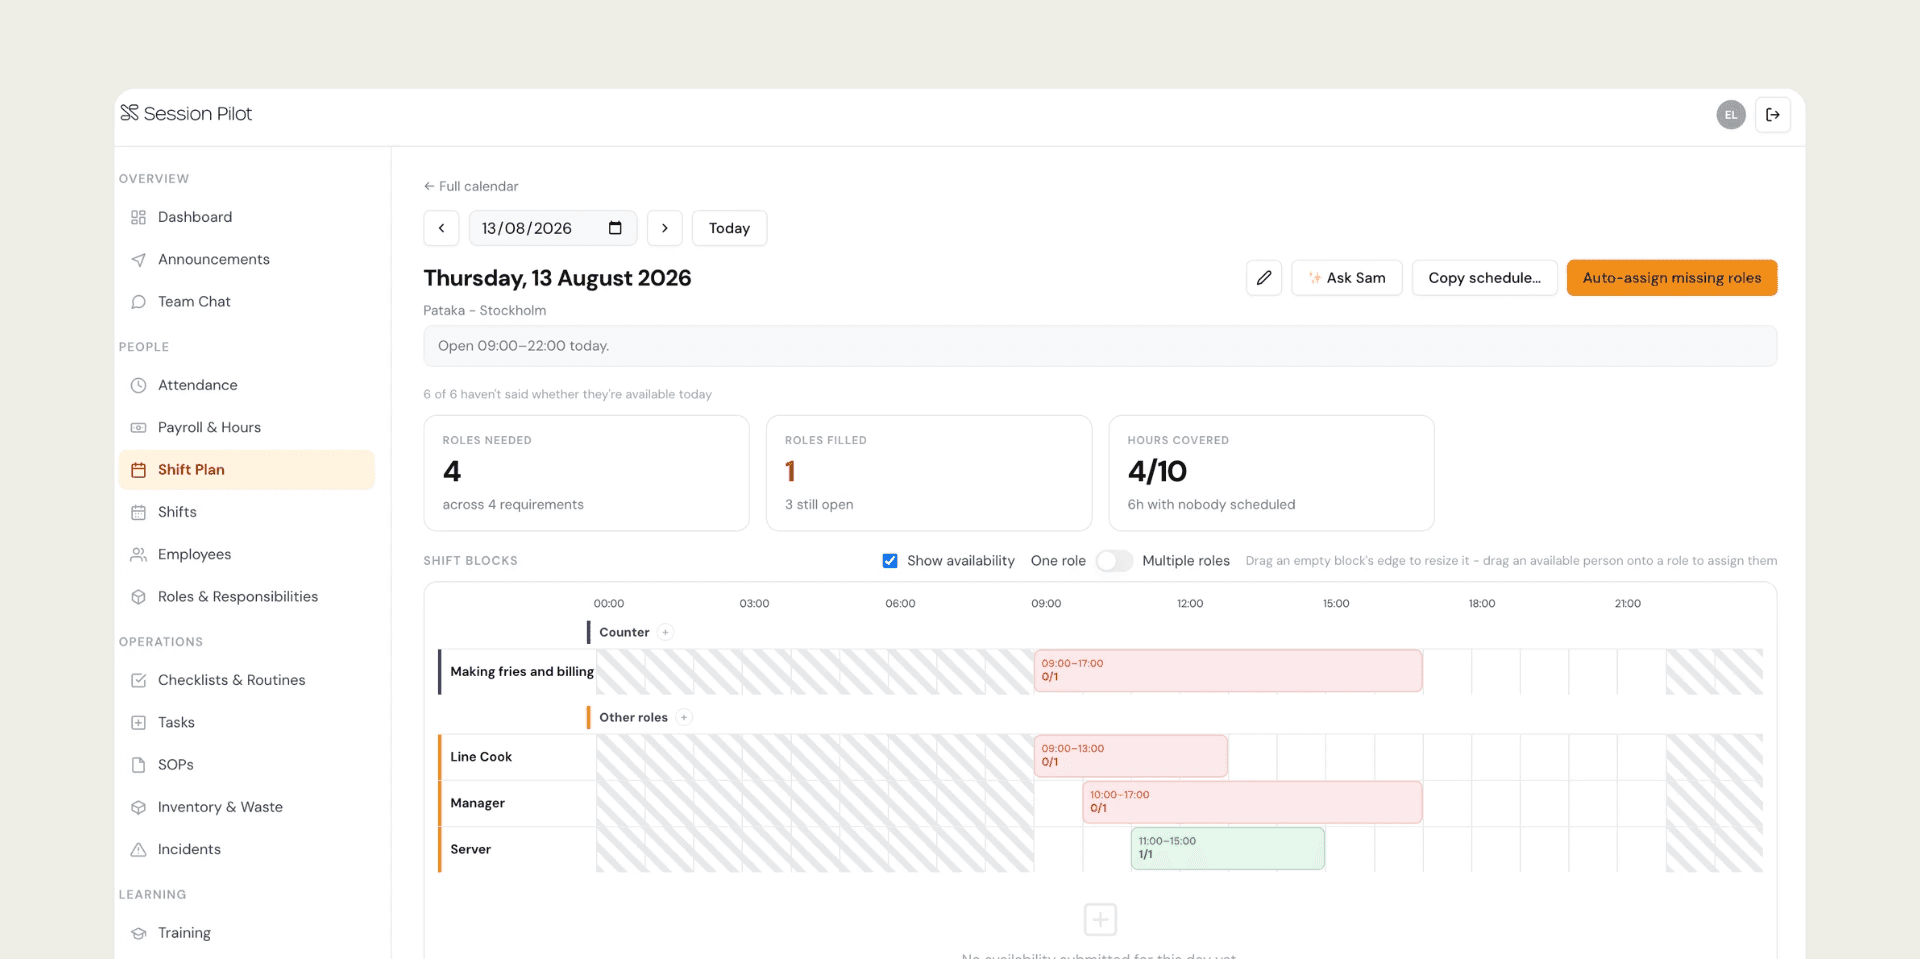 Session Pilot
EL
OVERVIEW
Dashboard
Announcements
Team Chat
PEOPLE
Attendance
Payroll & Hours
Shift Plan
Shifts
Employees
Roles & Responsibilities
OPERATIONS
Checklists & Routines
Tasks
SOPs
Inventory & Waste
Incidents
LEARNING
Training
← Full calendar
13/08/2026
Today
Thursday, 13 August 2026
Ask Sam
Copy schedule...
Auto-assign missing roles
Pataka - Stockholm
Open 09:00–22:00 today.
6 of 6 haven't said whether they're available today
ROLES NEEDED
4
across 4 requirements
ROLES FILLED
1
3 still open
HOURS COVERED
4/10
6h with nobody scheduled
SHIFT BLOCKS
Show availability
One role
Multiple roles
Drag an empty block's edge to resize it - drag an available person onto a role to assign them
00:00 03:00 06:00 09:00 12:00 15:00 18:00 21:00
Counter +
Making fries and billing
09:00–17:00
0/1
Other roles +
Line Cook
09:00–13:00
0/1
Manager
10:00–17:00
0/1
Server
11:00–15:00
1/1
No availability submitted for this day yet